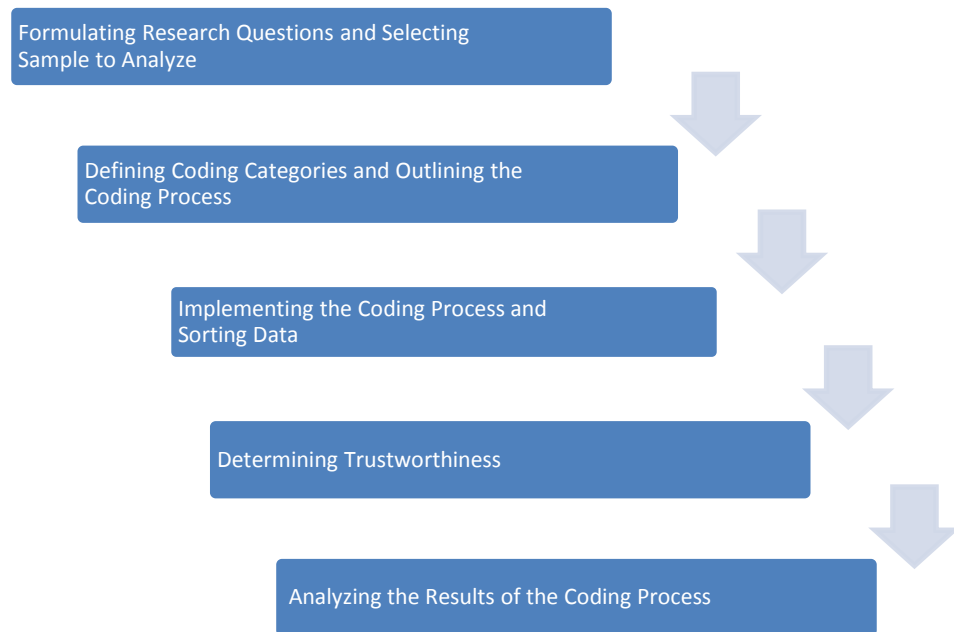 Formulating Research Questions and Selecting
Sample to Analyze
Defining Coding Categories and Outlining the
Coding Process
Implementing the Coding Process and
Sorting Data
Determining Trustworthiness
Analyzing the Results of the Coding Process